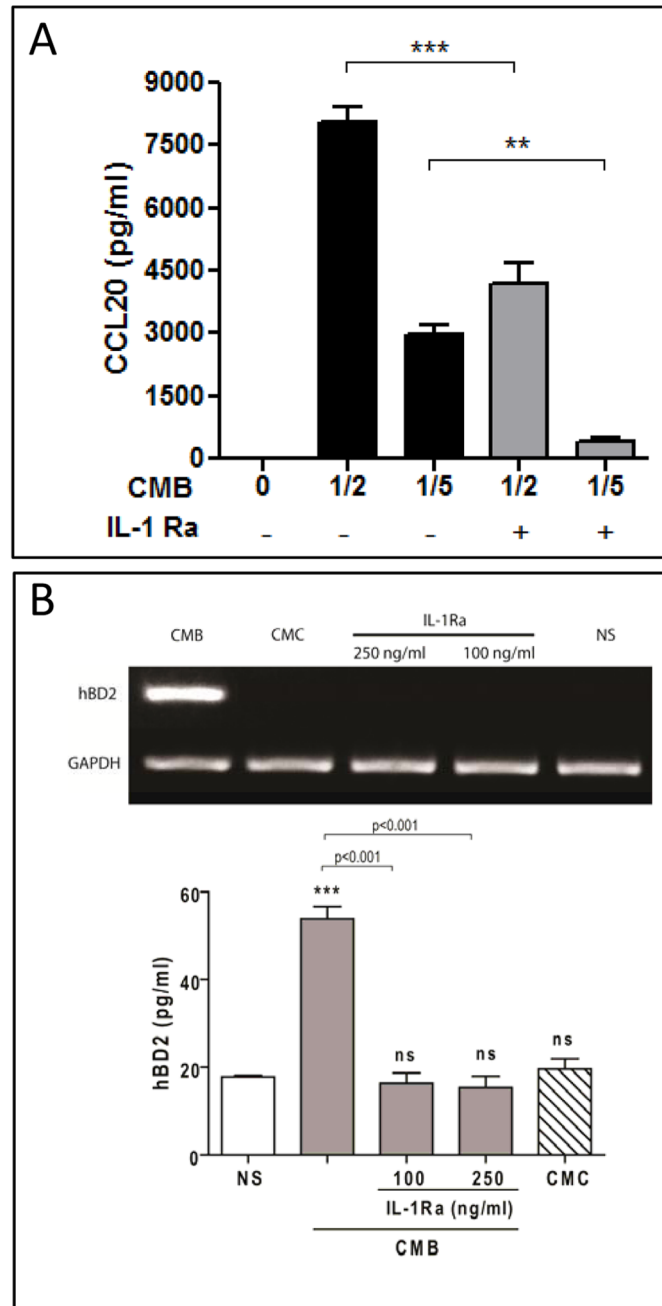 A
***
**
9000
7500
6000
4500
3000
1500
0
CCL20 (pg/ml)
CMB 0 1/2 1/5 1/2 1/5
IL-1 Ra - - - + +
B
IL-1Ra
CMB CMC NS
250 ng/ml 100 ng/ml
hBD2
GAPDH
p<0.001
p<0.001
***
60
40
20
0
hBD2 (pg/ml)
ns ns ns
NS 100 250 CMC
IL-1Ra (ng/ml)
CMB